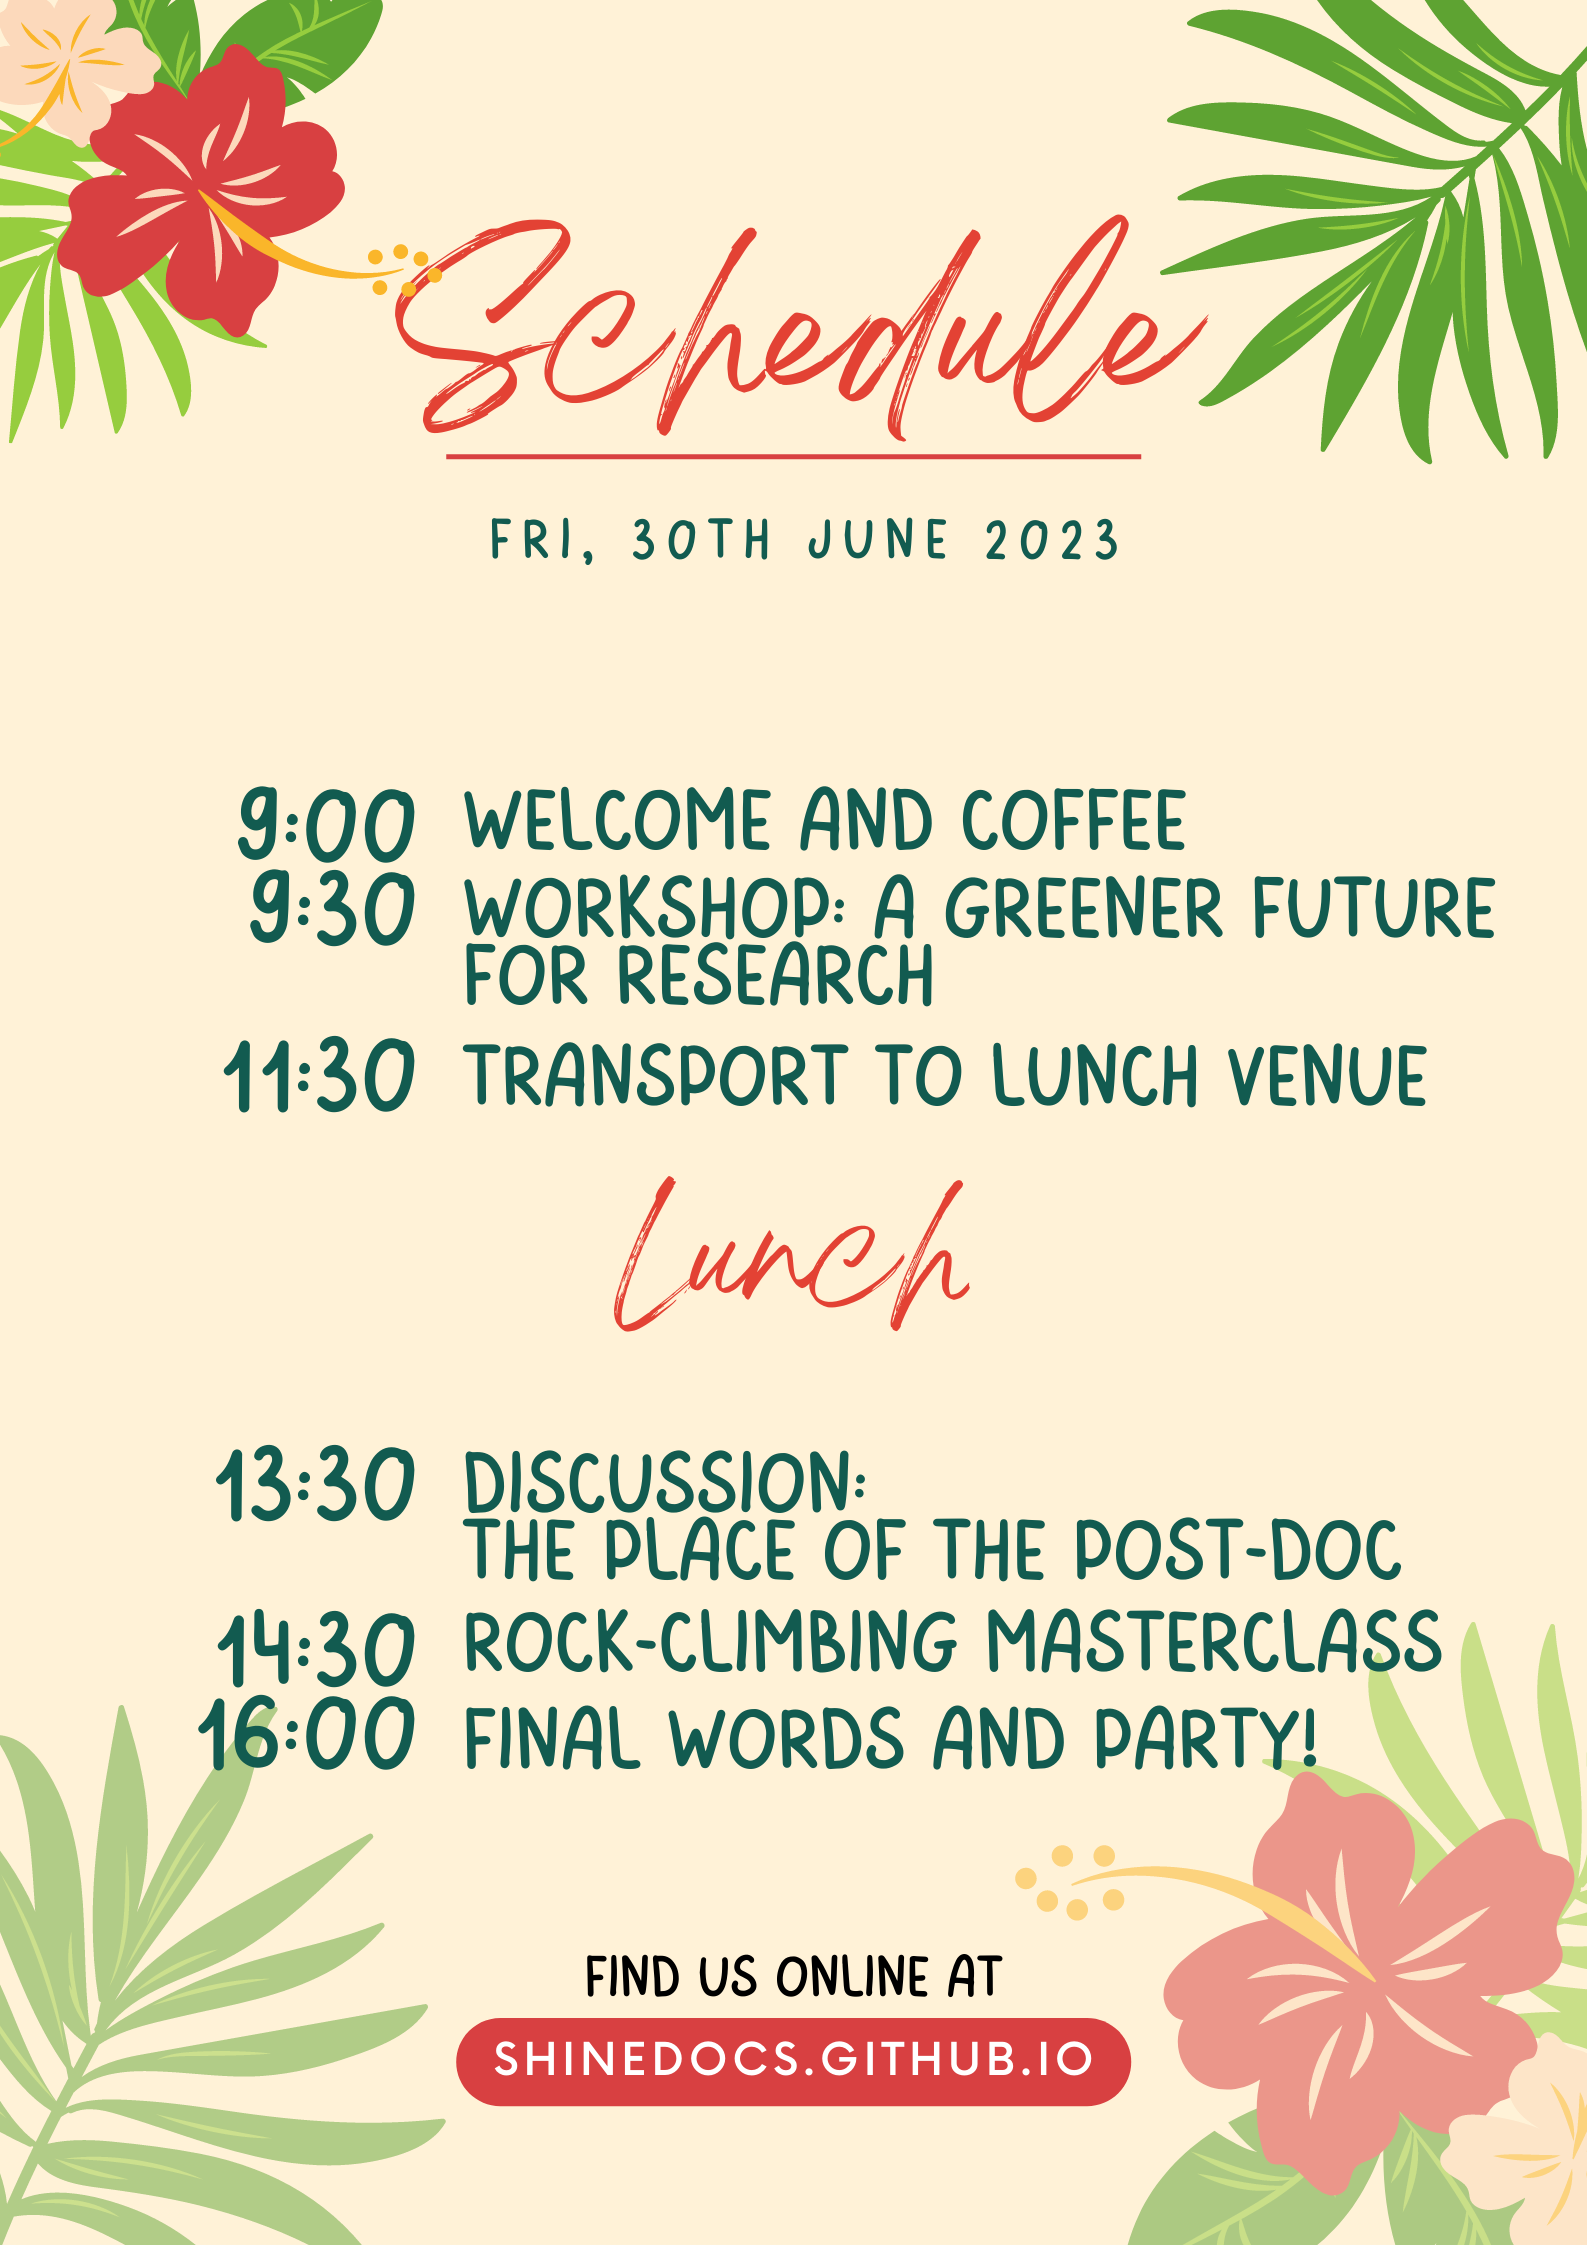 Schedule
FRI, 30TH JUNE 2023
9:00 WELCOME AND COFFEE
9:30 WORKSHOP: A GREENER FUTURE
FOR RESEARCH
11:30 TRANSPORT TO LUNCH VENUE
Lunch
13:30 DISCUSSION:
THE PLACE OF THE POST-DOC
14:30 ROCK-CLIMBING MASTERCLASS
16:00 FINAL WORDS AND PARTY!
FIND US ONLINE AT
SHINEDOCS.GITHUB.IO